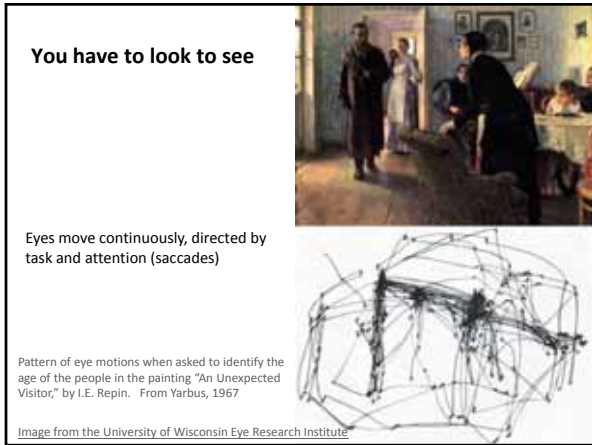 You have to look to see
Eyes move continuously, directed by
task and attention (saccades)
Pattern of eye motions when asked to identify the
age of the people in the painting “An Unexpected
Visitor,” by I.E. Repin.   From Yarbus, 1967
Image from the University of Wisconsin Eye Research Institute